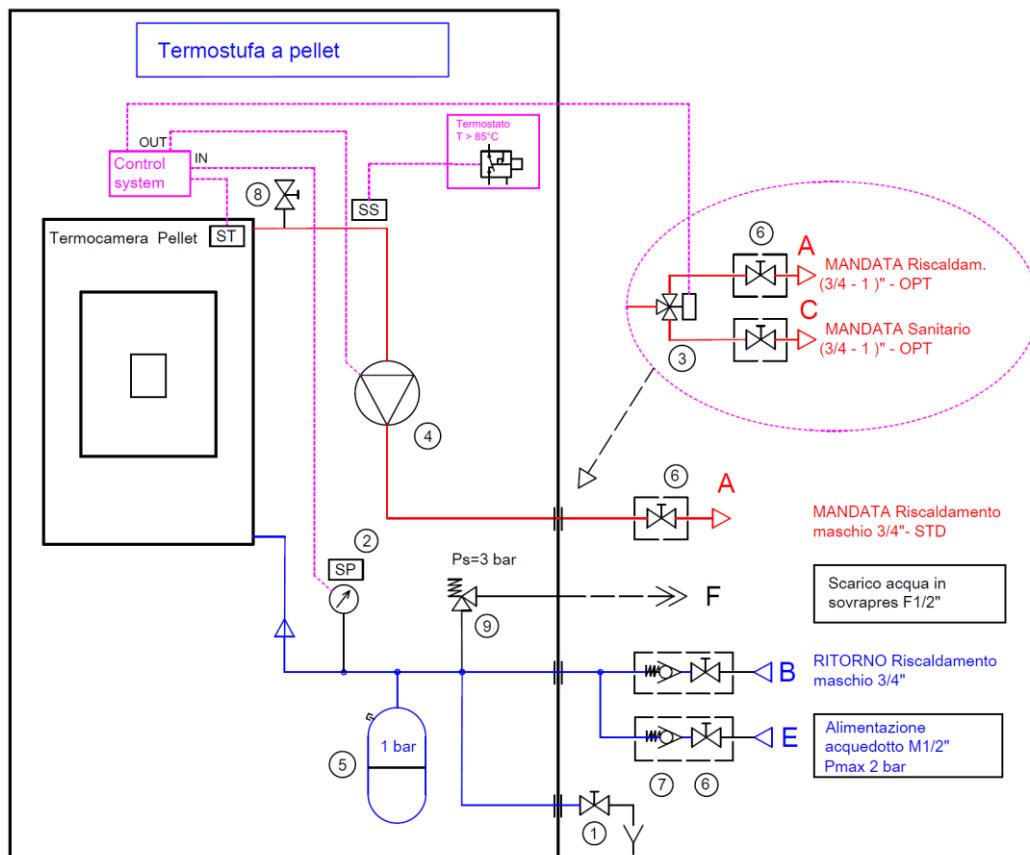 Termostufa a pellet
OUT
IN
Control
system
Termostato
T > 85°C
8
SS
Termocamera Pellet
ST
6
A
MANDATA Riscaldam.
(3/4 - 1 )" - OPT
C
MANDATA Sanitario
(3/4 - 1 )" - OPT
3
4
6
A
MANDATA Riscaldamento
maschio 3/4"- STD
2
SP
Ps=3 bar
9
F
Scarico acqua in
sovrapres F1/2"
B
RITORNO Riscaldamento
maschio 3/4"
1 bar
5
E
Alimentazione
acquedotto M1/2"
Pmax 2 bar
7
6
1